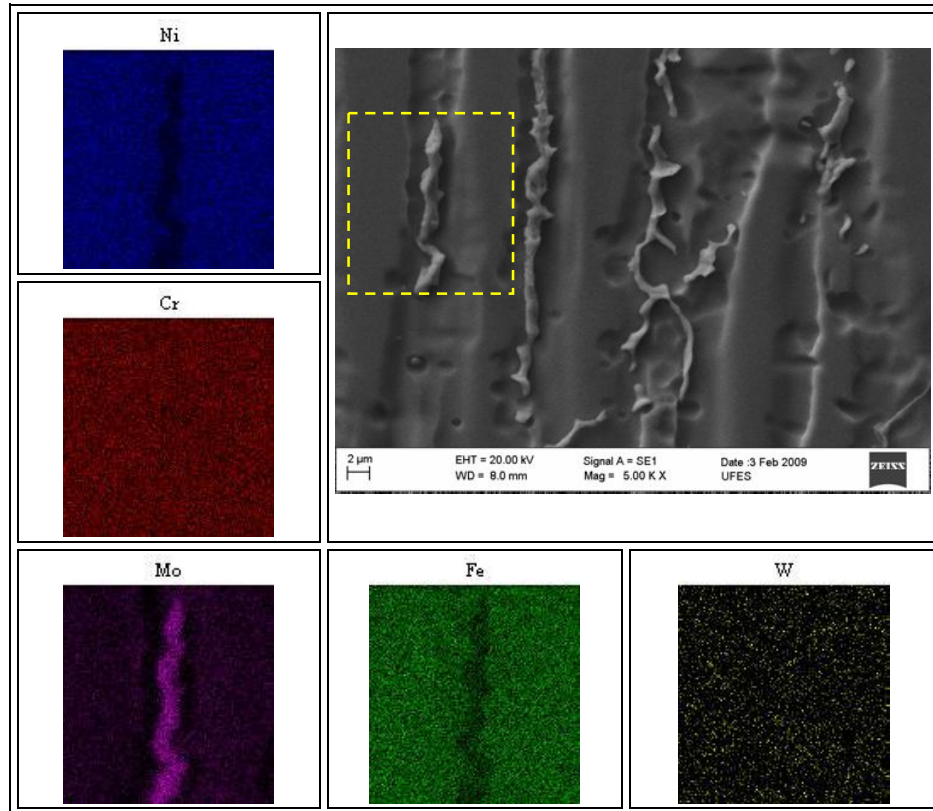 Ni
Cr
2 µm
EHT = 20.00 kV
WD = 8.0 mm
Signal A = SE1
Mag = 5.00 K X
Date :3 Feb 2009
UFES
ZEISS
Mo
Fe
W